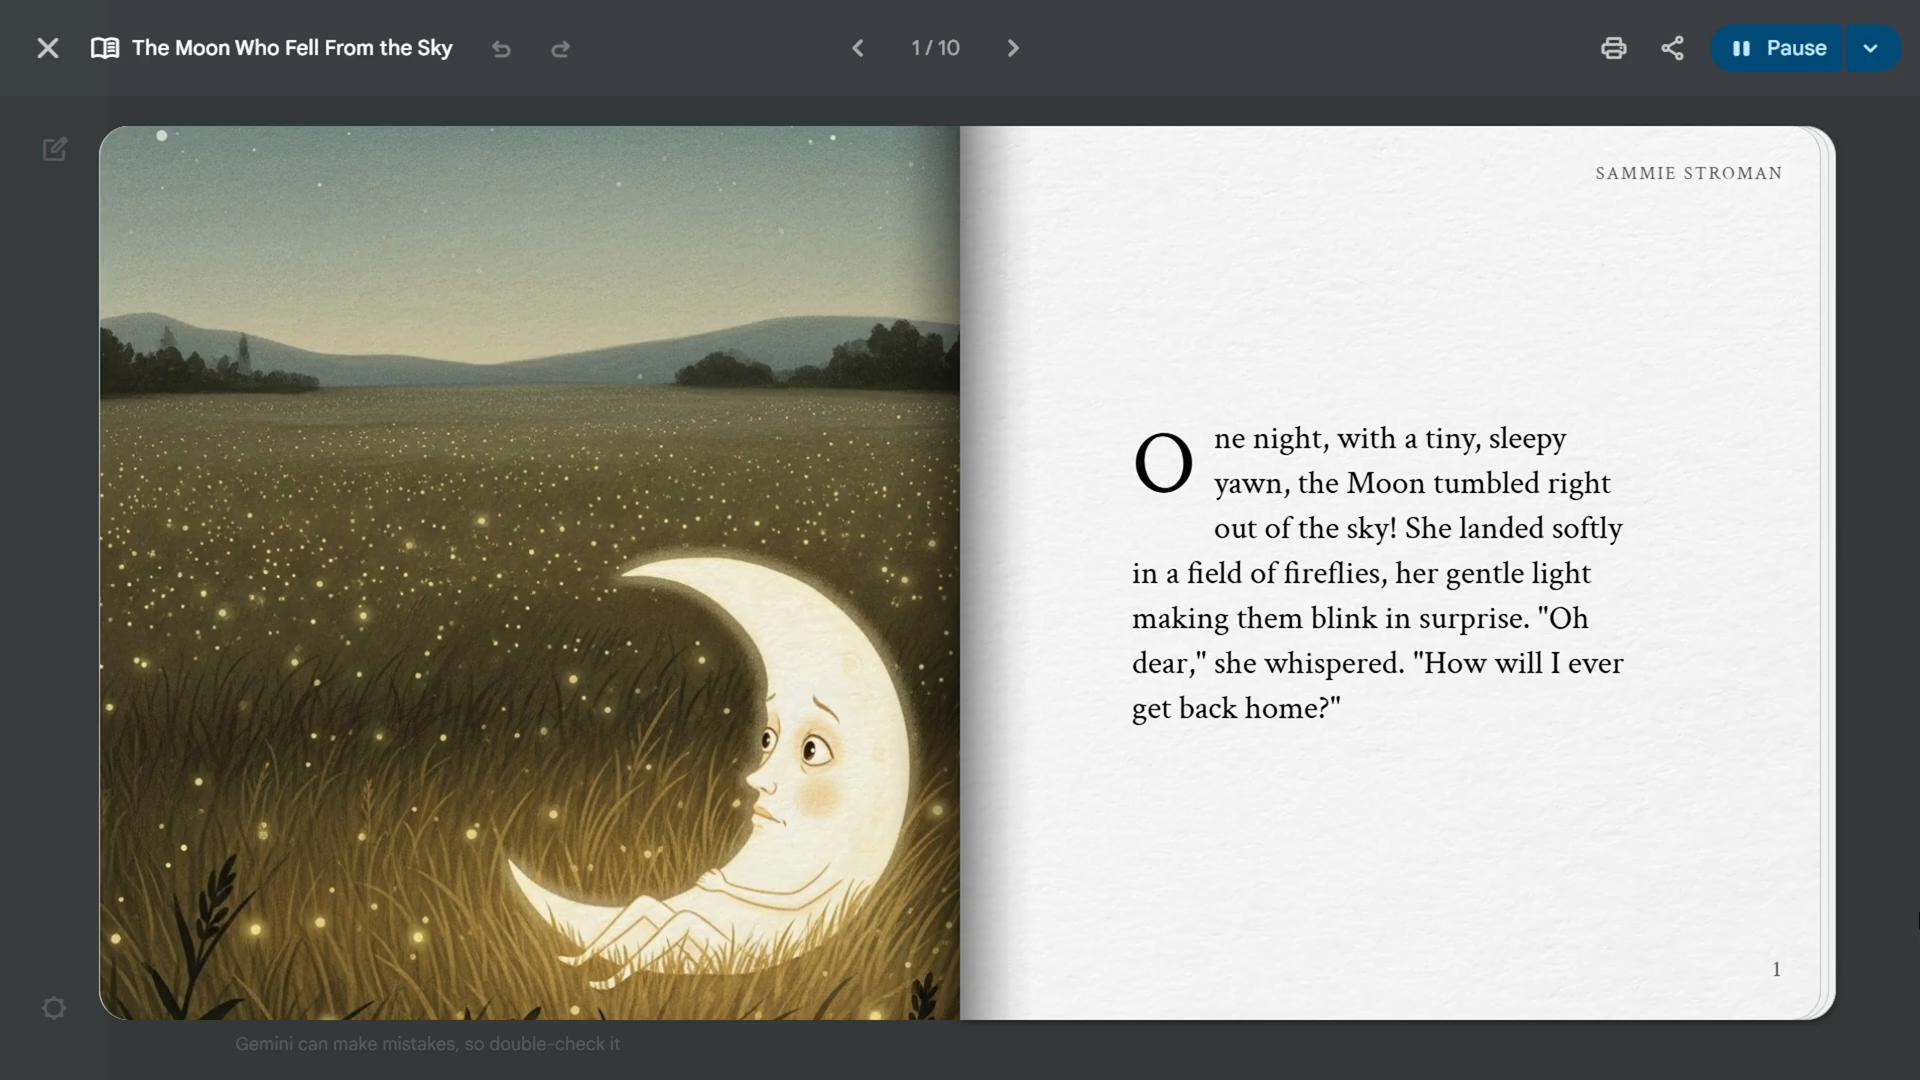 The Moon Who Fell From the Sky
1 / 10
Pause
SAMMIE STROMAN
One night, with a tiny, sleepy
yawn, the Moon tumbled right
out of the sky! She landed softly
in a field of fireflies, her gentle light
making them blink in surprise. "Oh
dear," she whispered. "How will I ever
get back home?"
1
Gemini can make mistakes, so double-check it